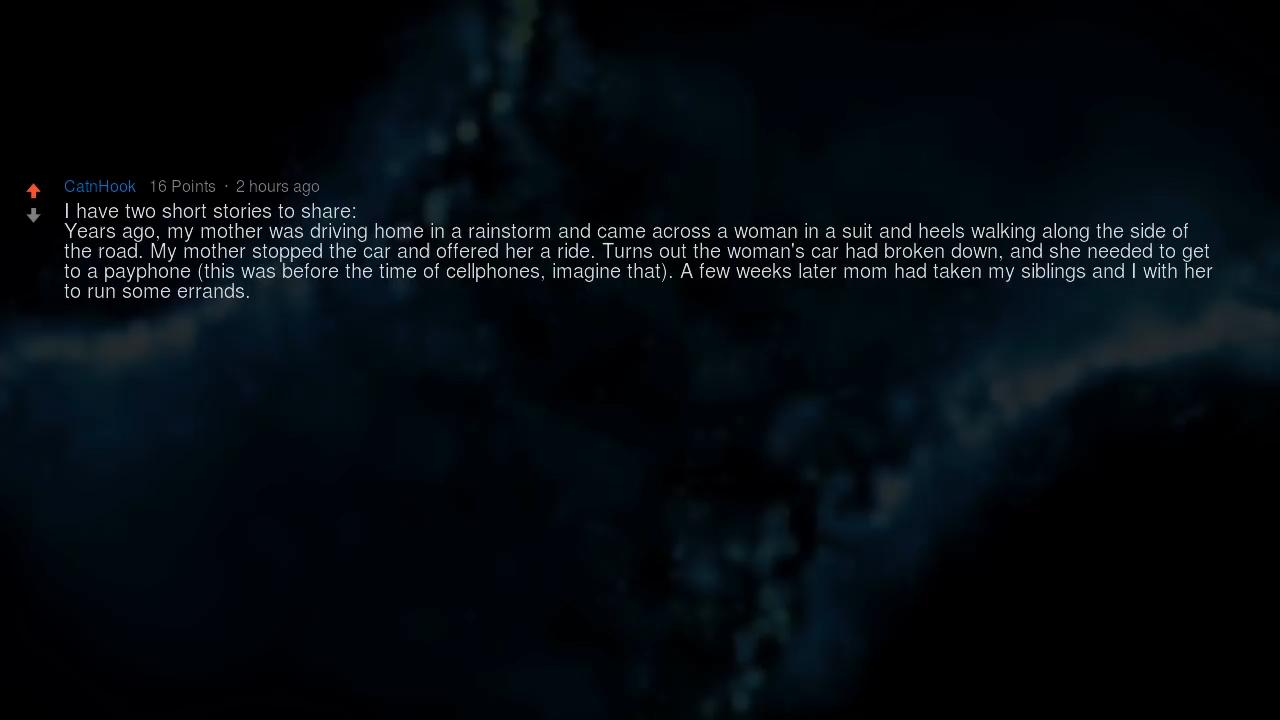 CatnHook 16 Points · 2 hours ago
I have two short stories to share:
Years ago, my mother was driving home in a rainstorm and came across a woman in a suit and heels walking along the side of
the road. My mother stopped the car and offered her a ride. Turns out the woman's car had broken down, and she needed to get
to a payphone (this was before the time of cellphones, imagine that). A few weeks later mom had taken my siblings and I with her
to run some errands.